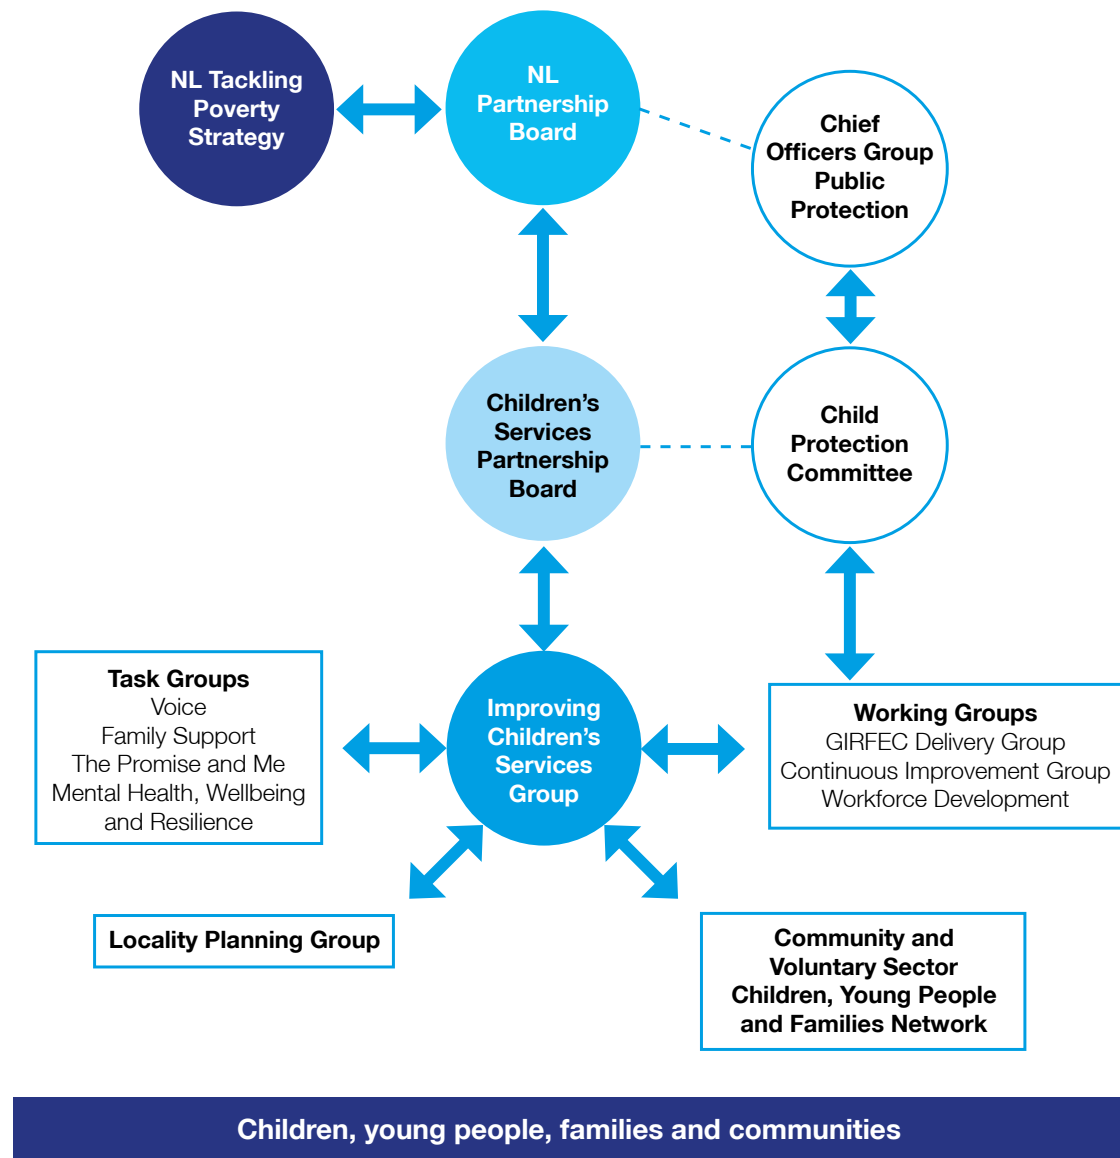 NL Tackling
Poverty
Strategy
NL
Partnership
Board
Chief
Officers Group
Public
Protection
Children’s
Services
Partnership
Board
Child
Protection
Committee
Task Groups
Voice
Family Support
The Promise and Me
Mental Health, Wellbeing
and Resilience
Improving
Children’s
Services
Group
Working Groups
GIRFEC Delivery Group
Continuous Improvement Group
Workforce Development
Locality Planning Group
Community and
Voluntary Sector
Children, Young People
and Families Network
Children, young people, families and communities